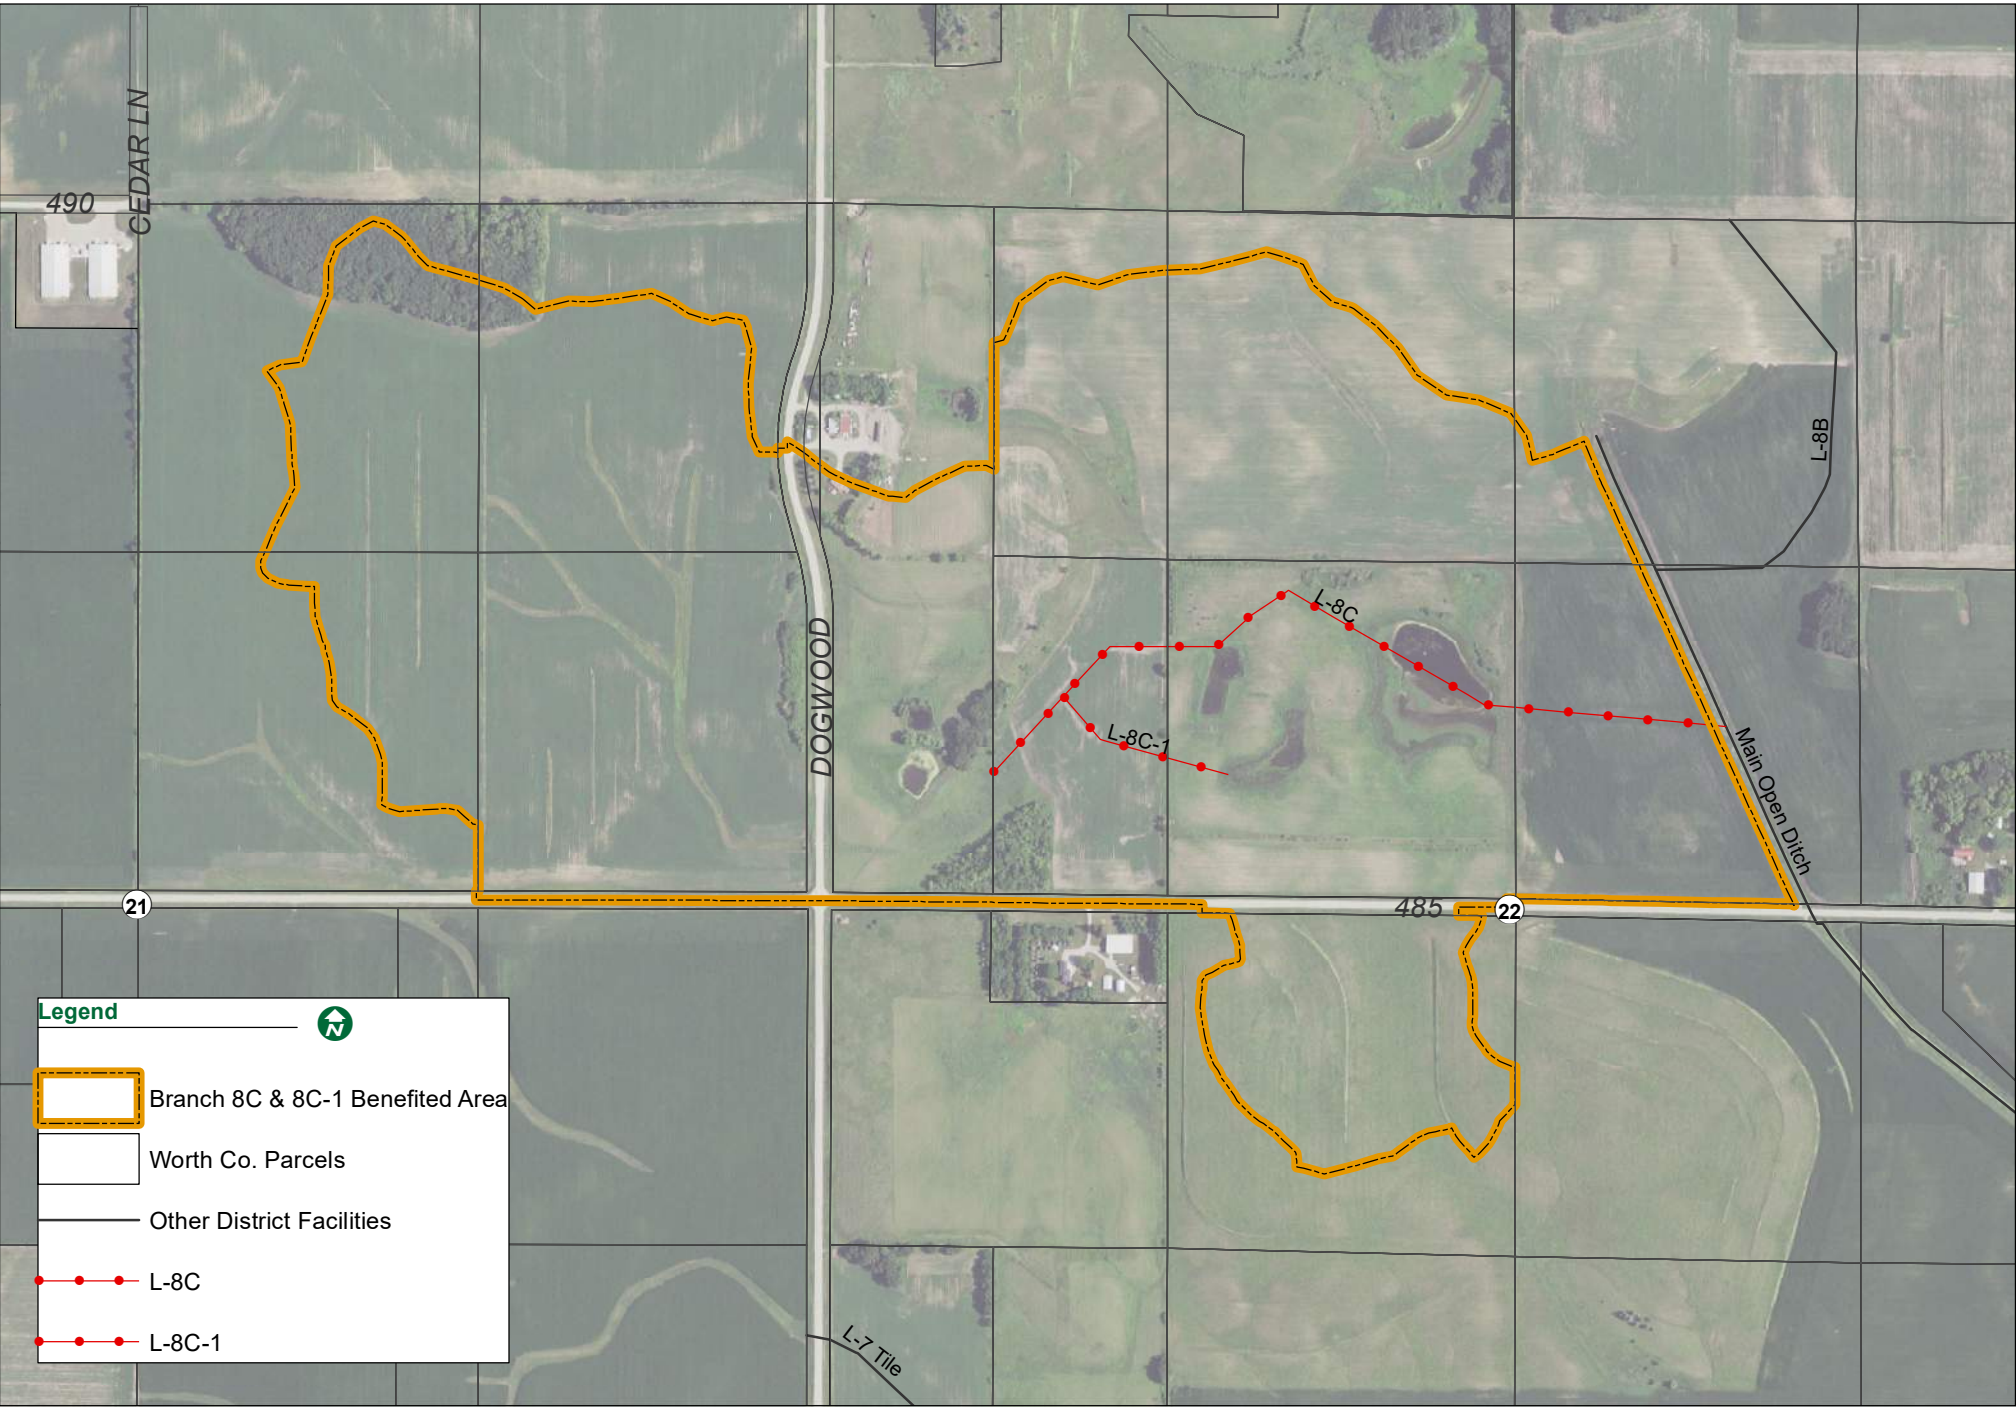 CEDAR LN
490
L-8B
L-8C
DOGWOOD
L-8C-1
Main Open Ditch
21
485
22
Legend
N
Branch 8C & 8C-1 Benefited Area
Worth Co. Parcels
Other District Facilities
L-8C
L-8C-1
L-7 Tile